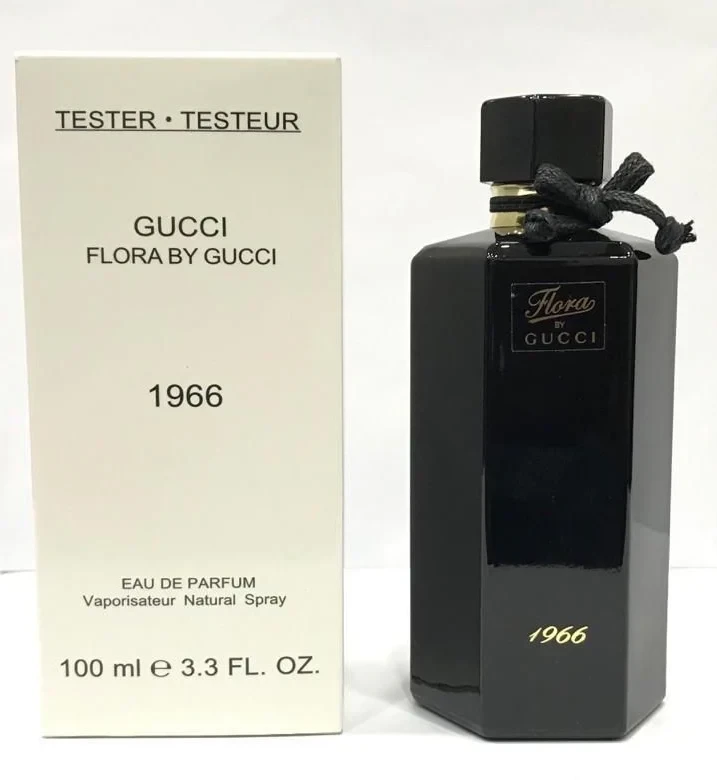 TESTER • TESTEUR
GUCCI
FLORA BY GUCCI
1966
EAU DE PARFUM
Vaporisateur Natural Spray
100 ml ℮ 3.3 FL. OZ.
Flora
BY
GUCCI
1966